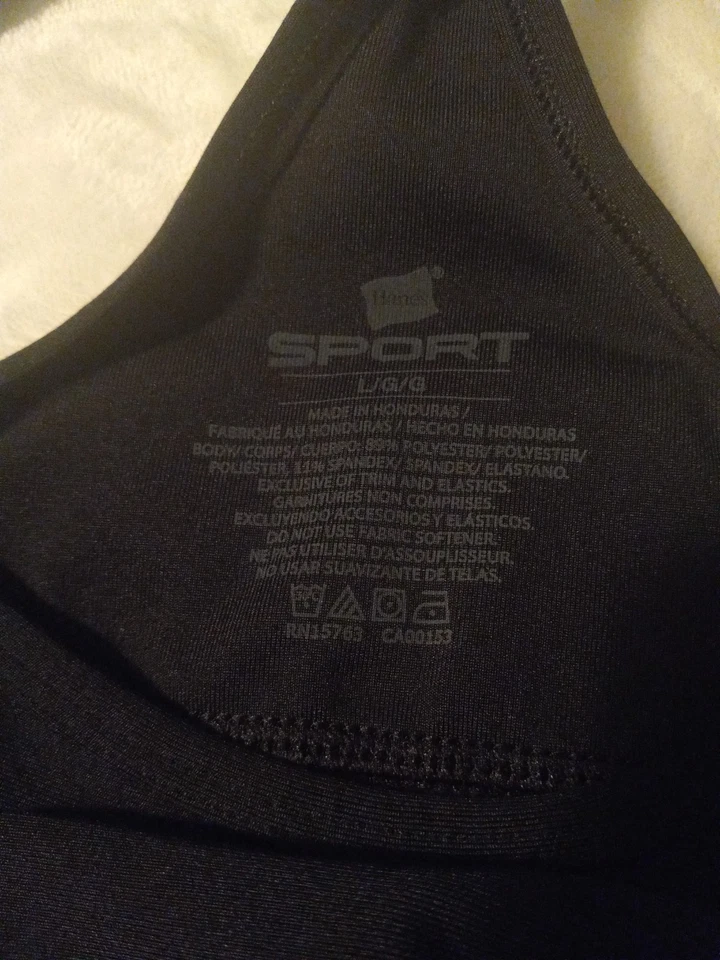 Hanes®
SPORT
L/G/G
MADE IN HONDURAS /
FABRIQUÉ AU HONDURAS / HECHO EN HONDURAS
BODY/ CORPS/ CUERPO: 89% POLYESTER/ POLYESTER/
POLIÉSTER, 11% SPANDEX/ SPANDEX/ ELASTANO.
EXCLUSIVE OF TRIM AND ELASTICS.
GARNITURES NON COMPRISES.
EXCLUYENDO ACCESORIOS Y ELÁSTICOS.
DO NOT USE FABRIC SOFTENER.
NE PAS UTILISER D'ASSOUPLISSEUR.
NO USAR SUAVIZANTE DE TELAS.
RN15763 CA00153